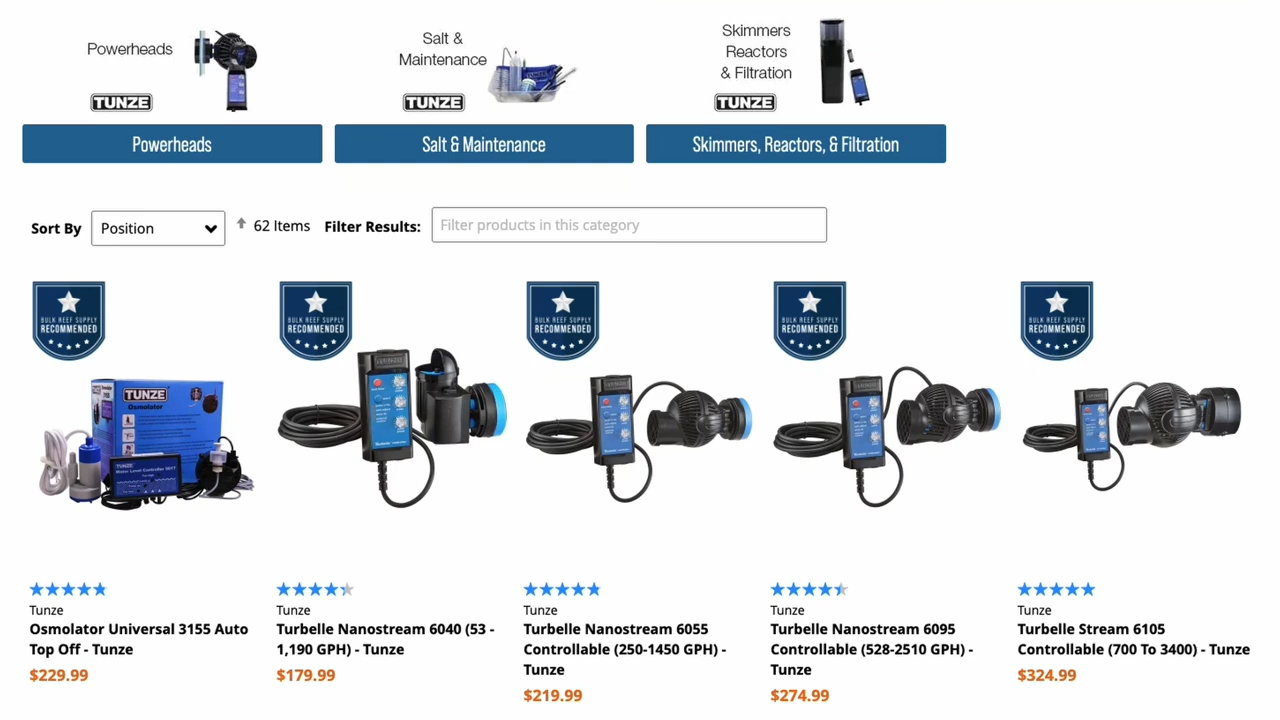 Powerheads
TUNZE
Salt &
Maintenance
TUNZE
Skimmers
Reactors
& Filtration
TUNZE
Powerheads
Salt & Maintenance
Skimmers, Reactors, & Filtration
Sort By
Position
62 Items
Filter Results:
Filter products in this category
BULK REEF SUPPLY
RECOMMENDED
BULK REEF SUPPLY
RECOMMENDED
BULK REEF SUPPLY
RECOMMENDED
BULK REEF SUPPLY
RECOMMENDED
BULK REEF SUPPLY
RECOMMENDED
TUNZE
Osmolator
TUNZE
Tunze
Osmolator Universal 3155 Auto
Top Off - Tunze
$229.99
Tunze
Turbelle Nanostream 6040 (53 -
1,190 GPH) - Tunze
$179.99
Tunze
Turbelle Nanostream 6055
Controllable (250-1450 GPH) -
Tunze
$219.99
Tunze
Turbelle Nanostream 6095
Controllable (528-2510 GPH) -
Tunze
$274.99
Tunze
Turbelle Stream 6105
Controllable (700 To 3400) - Tunze
$324.99